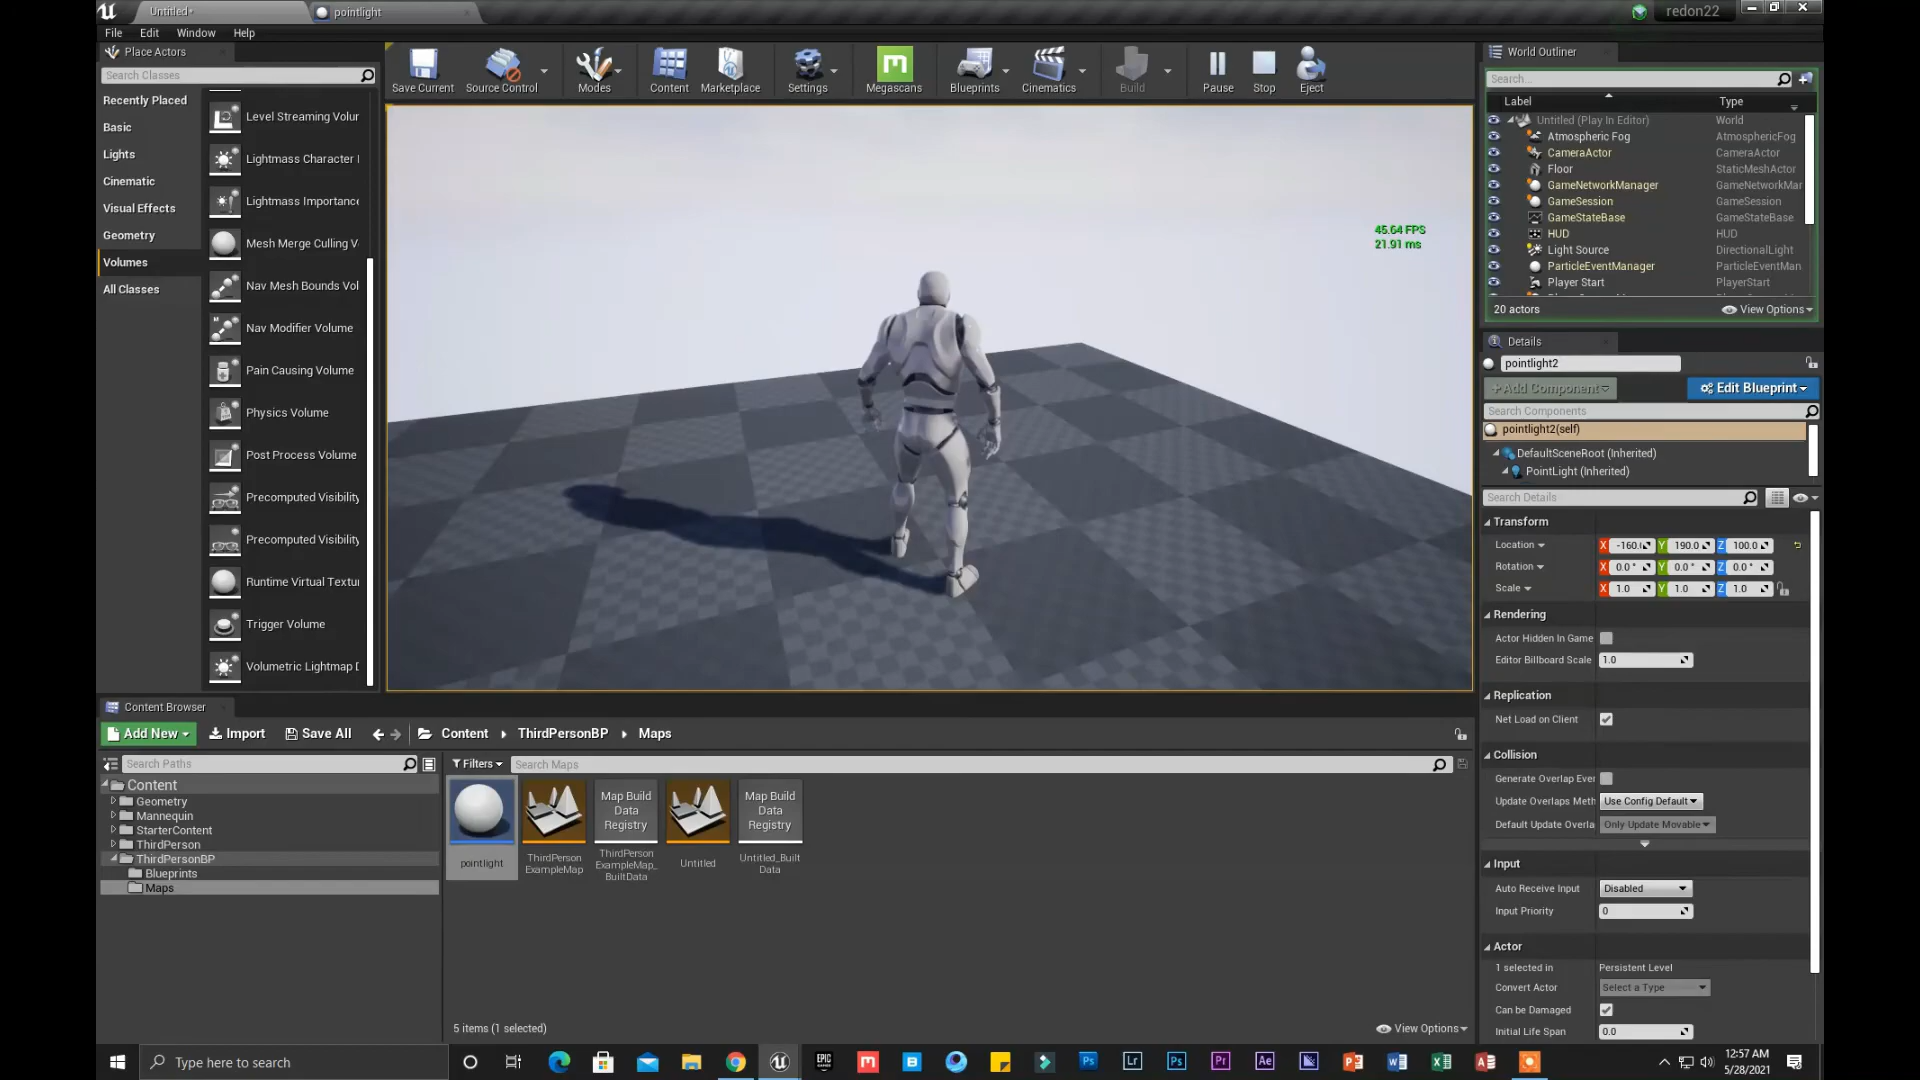 Untitled•
pointlight
redon22
File Edit Window Help
Place Actors
Search Classes
Recently Placed
Basic
Lights
Cinematic
Visual Effects
Geometry
Volumes
All Classes
Level Streaming Volur
Lightmass Character I
Lightmass Importance
Mesh Merge Culling V
Nav Mesh Bounds Vol
Nav Modifier Volume
Pain Causing Volume
Physics Volume
Post Process Volume
Precomputed Visibility
Precomputed Visibility
Runtime Virtual Textur
Trigger Volume
Volumetric Lightmap D
Save Current Source Control Modes Content Marketplace Settings Megascans Blueprints Cinematics Build Pause Stop Eject
45.64 FPS
21.91 ms
World Outliner
Search...
Label Type
Untitled (Play In Editor) World
Atmospheric Fog AtmosphericFog
CameraActor CameraActor
Floor StaticMeshActor
GameNetworkManager GameNetworkMar
GameSession GameSession
GameStateBase GameStateBase
HUD HUD
Light Source DirectionalLight
ParticleEventManager ParticleEventMan
Player Start PlayerStart
20 actors View Options
Details
pointlight2
+Add Component Edit Blueprint
Search Components
pointlight2(self)
DefaultSceneRoot (Inherited)
PointLight (Inherited)
Search Details
Transform
Location X -160.( Y 190.0 Z 100.0
Rotation X 0.0 ° Y 0.0 ° Z 0.0 °
Scale X 1.0 Y 1.0 Z 1.0
Rendering
Actor Hidden In Game
Editor Billboard Scale 1.0
Replication
Net Load on Client
Collision
Generate Overlap Ever
Update Overlaps Meth Use Config Default
Default Update Overla Only Update Movable
Input
Auto Receive Input Disabled
Input Priority 0
Actor
1 selected in Persistent Level
Convert Actor Select a Type
Can be Damaged
Initial Life Span 0.0
Content Browser
Add New Import Save All Content ThirdPersonBP Maps
Search Paths
Filters Search Maps
Content
Geometry
Mannequin
StarterContent
ThirdPerson
ThirdPersonBP
Blueprints
Maps
pointlight
ThirdPerson
ExampleMap
Map Build
Data
Registry
ThirdPerson
ExampleMap_
BuiltData
Untitled
Map Build
Data
Registry
Untitled_Built
Data
5 items (1 selected) View Options
Type here to search
EPIC
GAMES
Ps Lr Ps Pr Ae
12:57 AM
5/28/2021